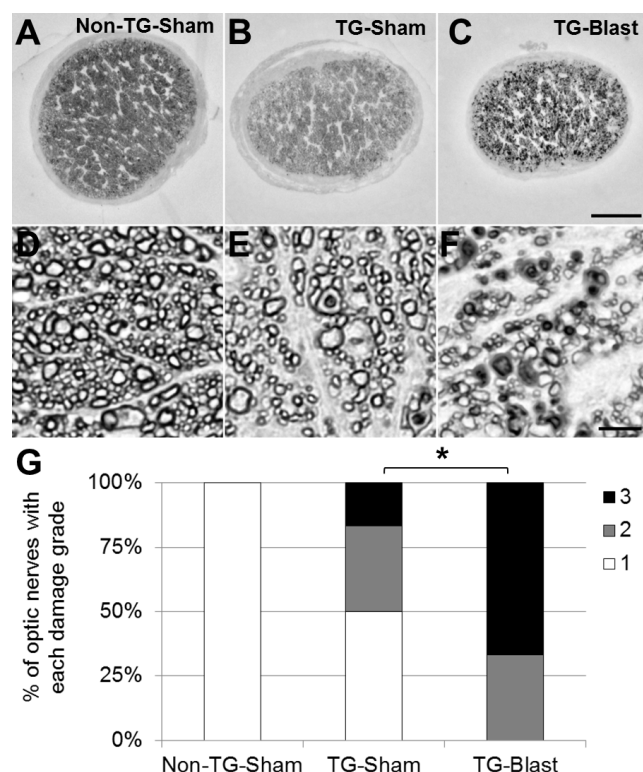 A Non-TG-Sham
B TG-Sham
C TG-Blast
D
E
F
G
*
% of optic nerves with
each damage grade
100%
75%
50%
25%
0%
3
2
1
Non-TG-Sham
TG-Sham
TG-Blast